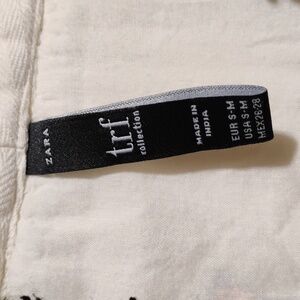 ZARA
trf
collection
MADE IN
INDIA
EUR S-M
USA S-M
MEX 26-28